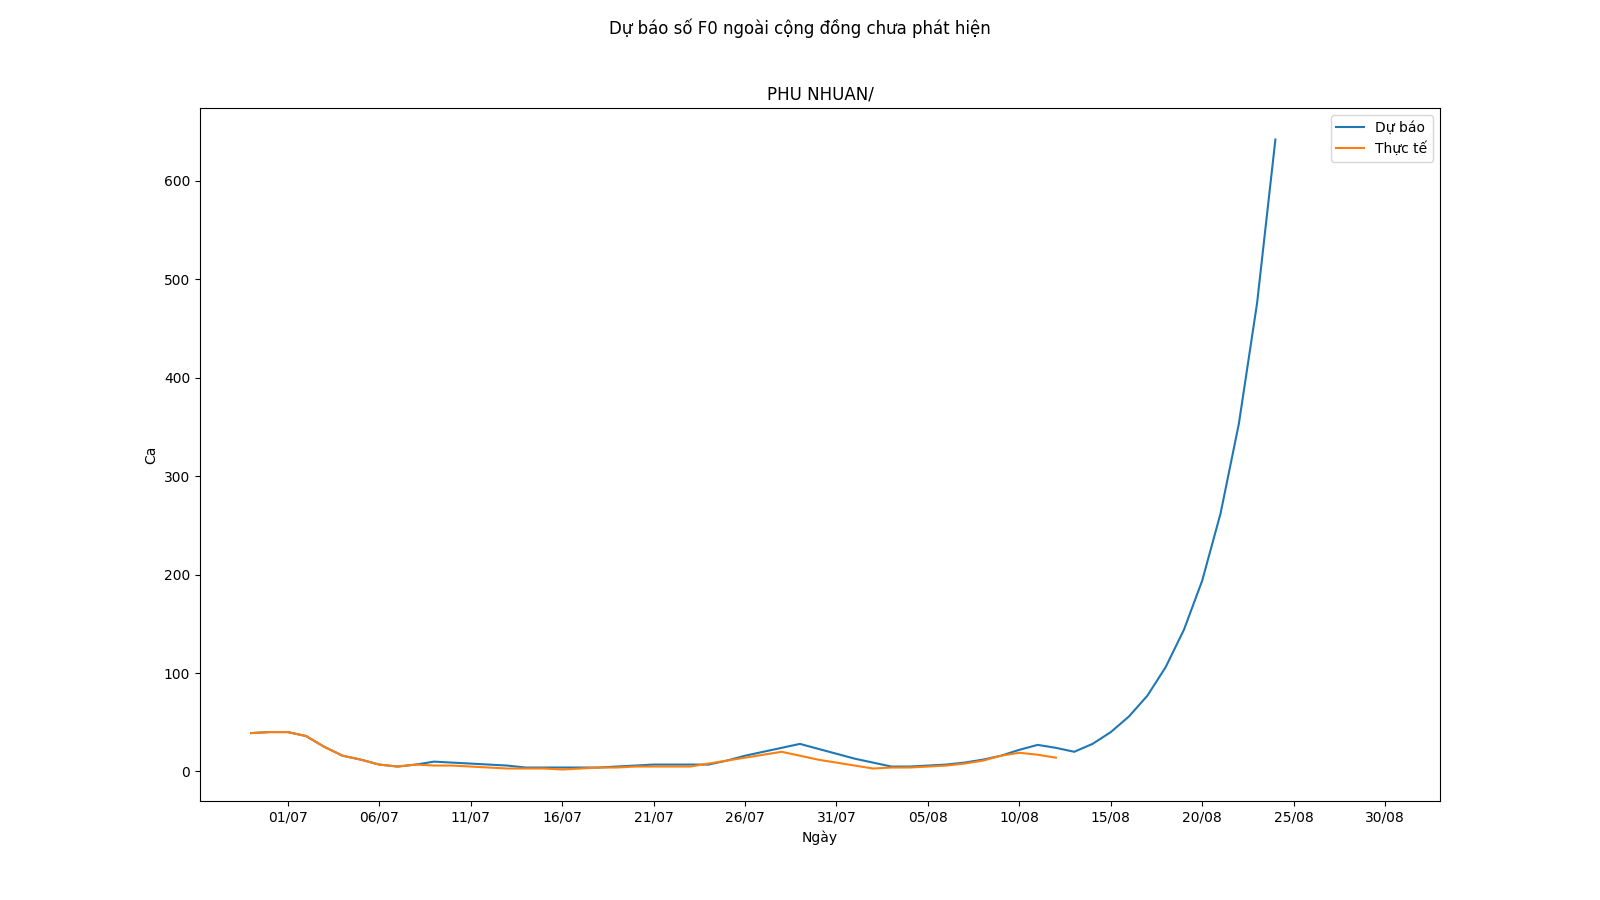 Dự báo số F0 ngoài cộng đồng chưa phát hiện
PHU NHUAN/
Dự báo
Thực tế
600
500
400
300
200
100
0
Ca
01/07 06/07 11/07 16/07 21/07 26/07 31/07 05/08 10/08 15/08 20/08 25/08 30/08
Ngày